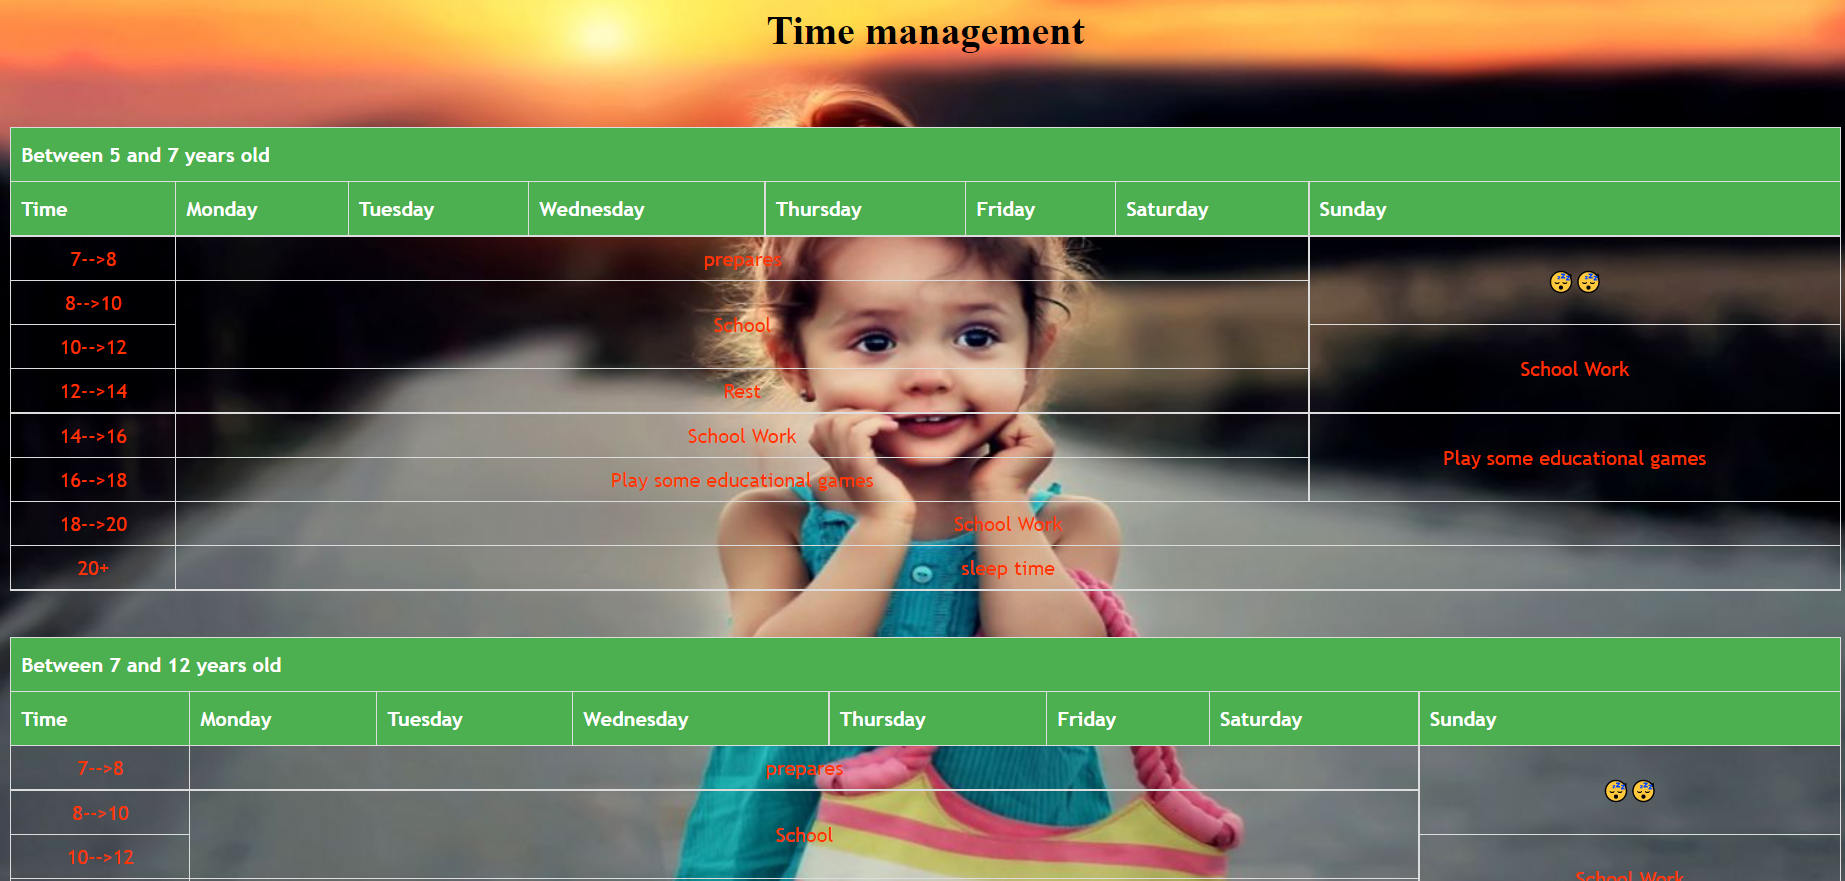 Time management
Between 5 and 7 years old
Time Monday Tuesday Wednesday Thursday Friday Saturday Sunday
7-->8 prepares 😴😴
8-->10 School
10-->12 School Work
12-->14 Rest
14-->16 School Work Play some educational games
16-->18 Play some educational games
18-->20 School Work
20+ sleep time
Between 7 and 12 years old
Time Monday Tuesday Wednesday Thursday Friday Saturday Sunday
7-->8 prepares 😴😴
8-->10 School
10-->12 School Work